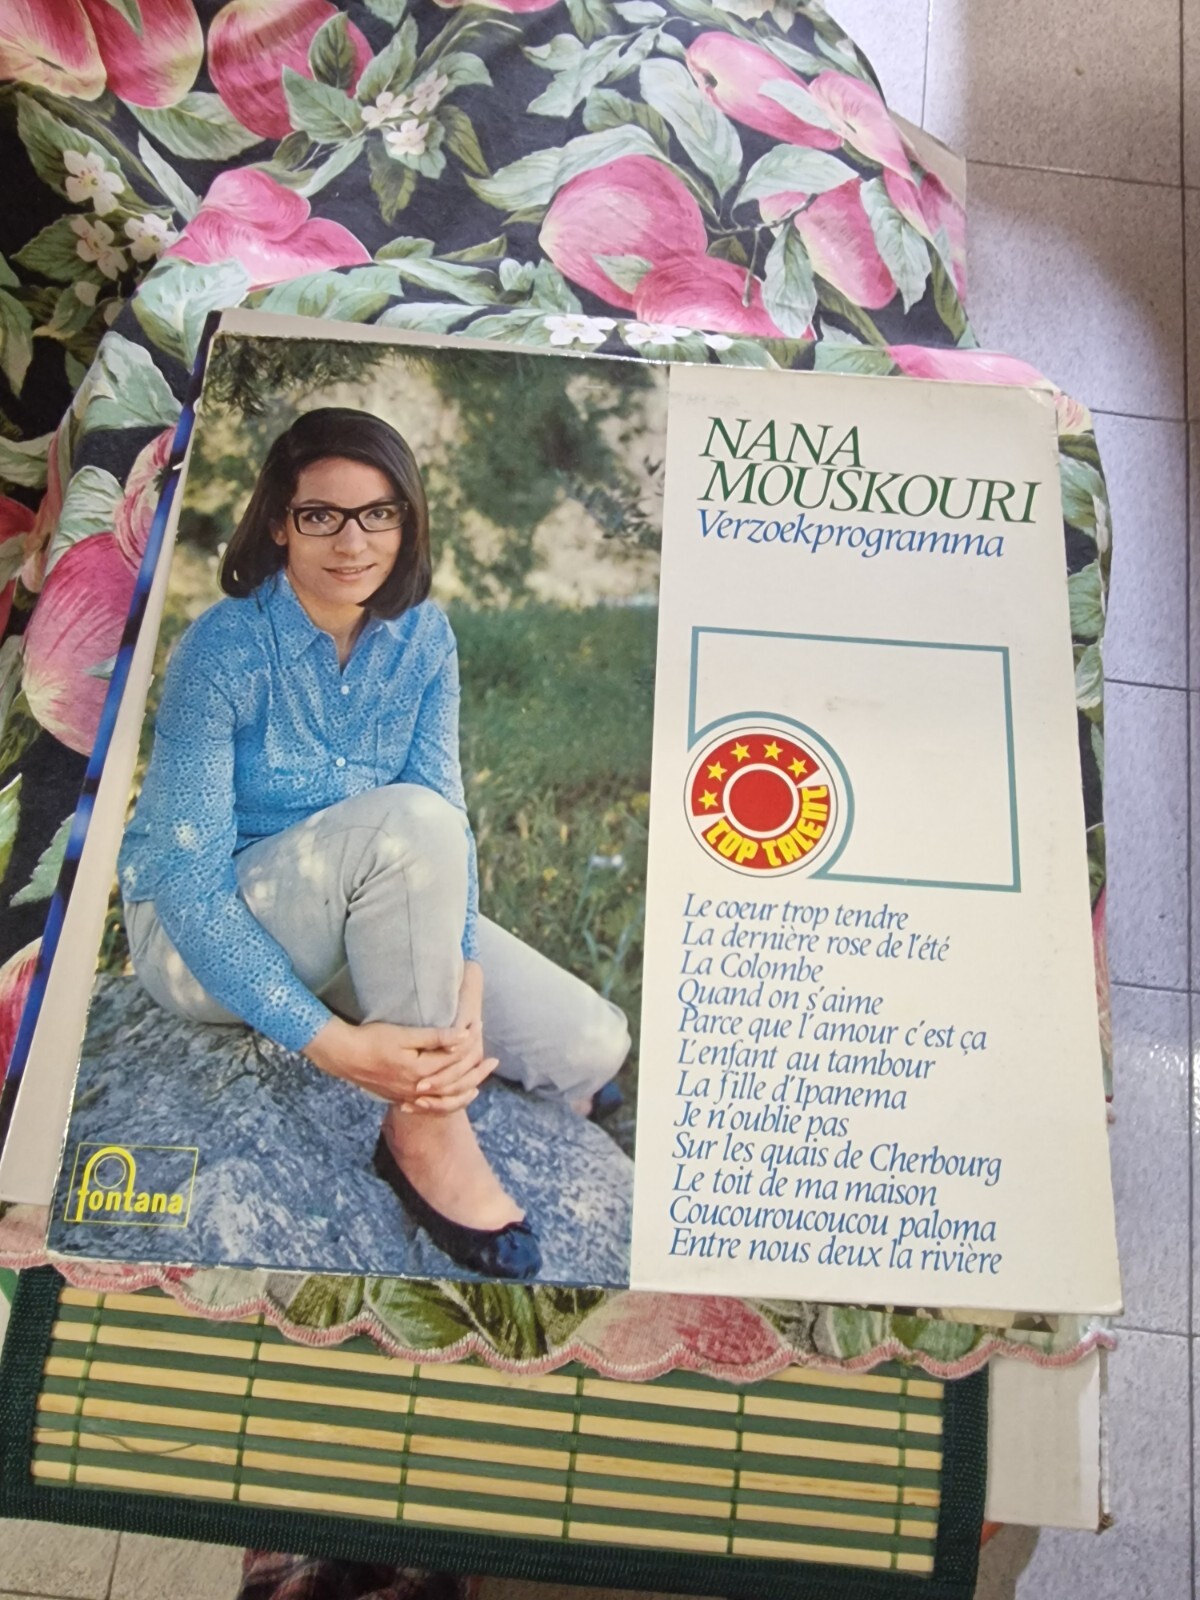 NANA
MOUSKOURI
Verzoekprogramma
TOP TALENT
Le coeur trop tendre
La dernière rose de l'été
La Colombe
Quand on s'aime
Parce que l'amour c'est ça
L'enfant au tambour
La fille d'Ipanema
Je n'oublie pas
Sur les quais de Cherbourg
Le toit de ma maison
Coucouroucoucou paloma
Entre nous deux la rivière
fontana